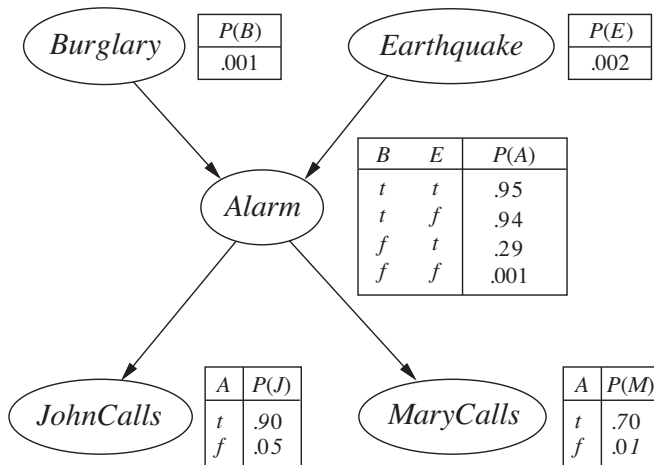 Burglary
P(B)
.001
Earthquake
P(E)
.002
Alarm
B E P(A)
t t .95
t f .94
f t .29
f f .001
JohnCalls
A P(J)
t .90
f .05
MaryCalls
A P(M)
t .70
f .01